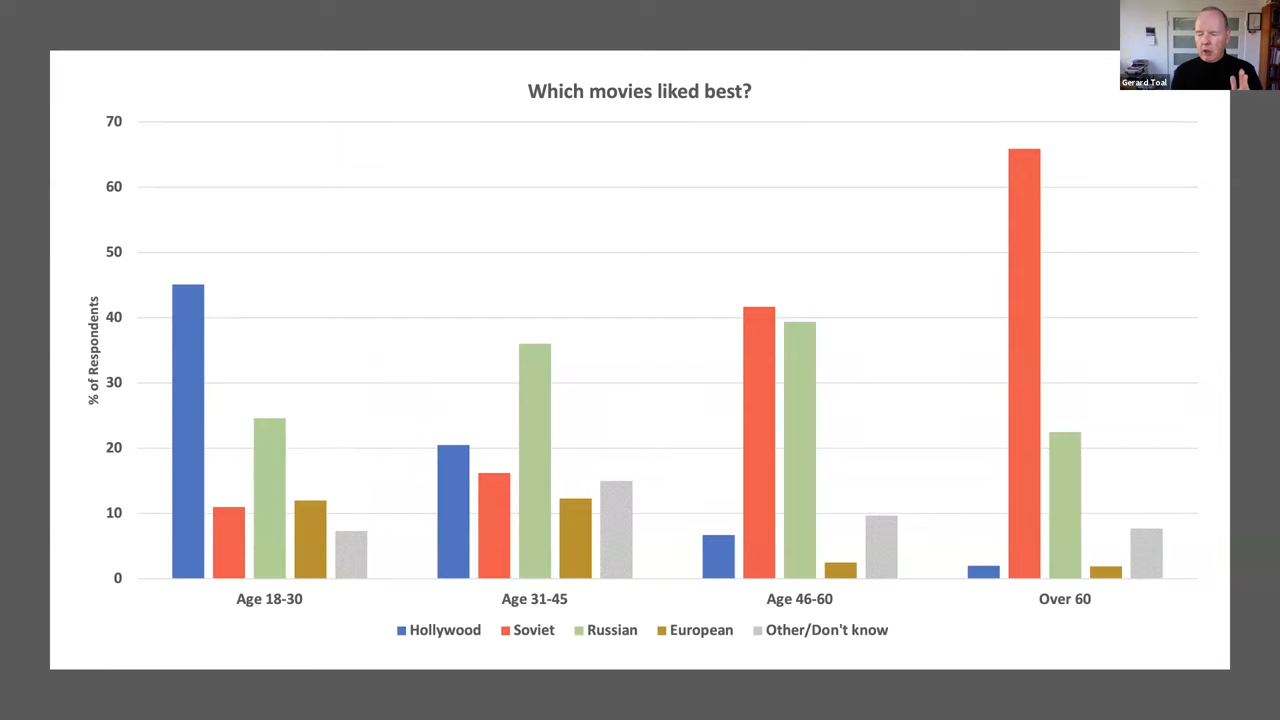 Gerard Toal
Which movies liked best?
70
60
50
40
30
20
10
0
% of Respondents
Age 18-30 Age 31-45 Age 46-60 Over 60
Hollywood Soviet Russian European Other/Don't know